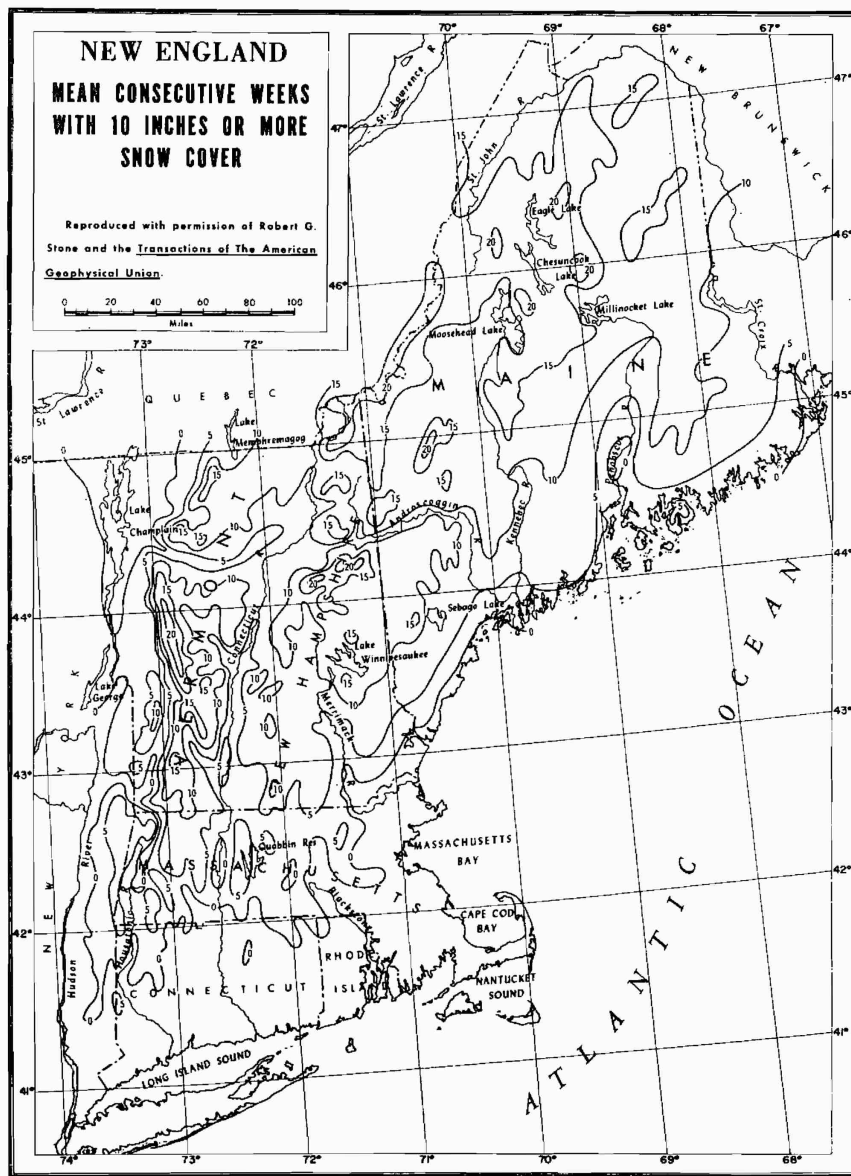 NEW ENGLAND
MEAN CONSECUTIVE WEEKS
WITH 10 INCHES OR MORE
SNOW COVER
Reproduced with permission of Robert G.
Stone and the Transactions of The American
Geophysical Union.
0 20 40 60 80 100
Miles
70° 69° 68° 67°
47° 47°
46° 46°
45° 45°
44° 44°
43° 43°
42° 42°
41° 41°
73° 72°
74° 73° 72° 71° 70° 69° 68°
St. Lawrence R
St. John R
NEW BRUNSWICK
Eagle Lake
Chesuncook
Lake
Millinocket Lake
Moosehead Lake
St. Croix
MAINE
QUEBEC
St Lawrence R
Lake
Memphremagog
Lake
Champlain
Androscoggin R
Kennebec R
Penobscot R
Sebago Lake
VERMONT
Connecticut
NEW HAMPSHIRE
Lake
Winnipesaukee
Lake
George
Merrimack R
NEW YORK
Quabbin Res
MASSACHUSETTS
MASSACHUSETTS
BAY
Hudson River
Housatonic
Blackstone R
CAPE COD
BAY
RHODE
ISLAND
CONNECTICUT
NANTUCKET
SOUND
LONG ISLAND SOUND
ATLANTIC OCEAN